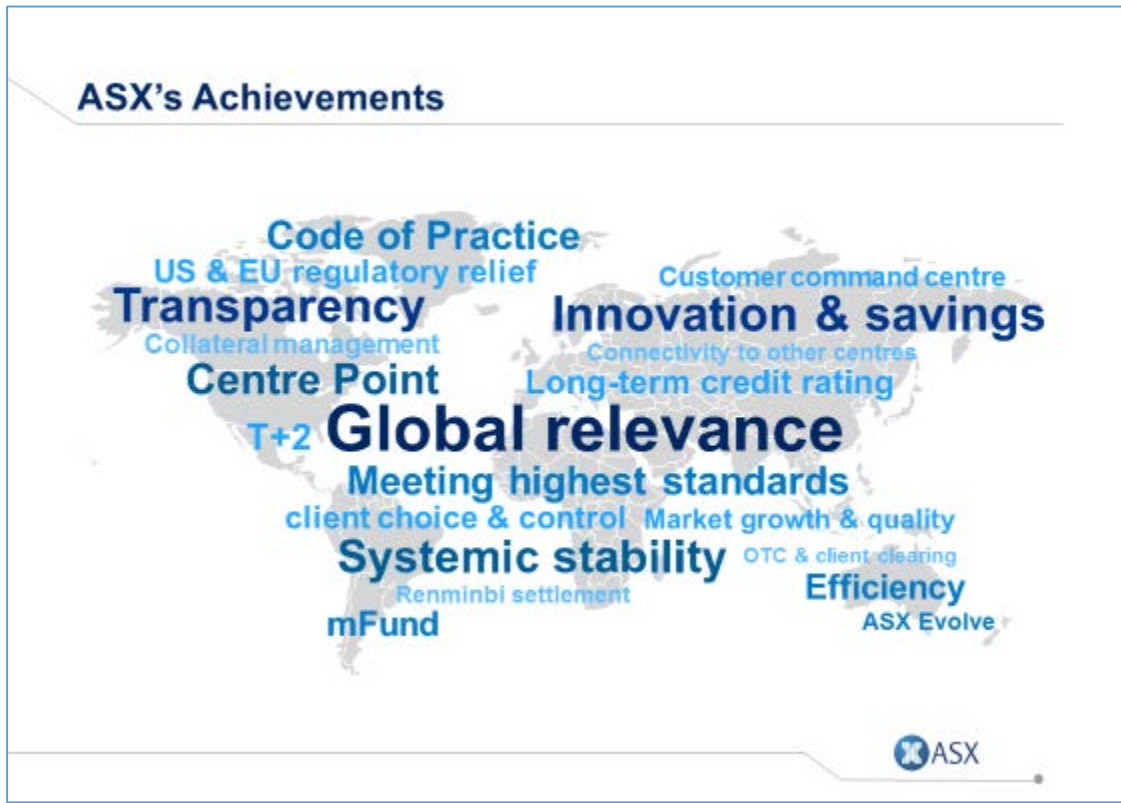 ASX's Achievements
Code of Practice
US & EU regulatory relief
Customer command centre
Transparency
Innovation & savings
Collateral management
Connectivity to other centres
Centre Point
Long-term credit rating
T+2
Global relevance
Meeting highest standards
client choice & control
Market growth & quality
Systemic stability
OTC & client clearing
Renminbi settlement
Efficiency
mFund
ASX Evolve
ASX